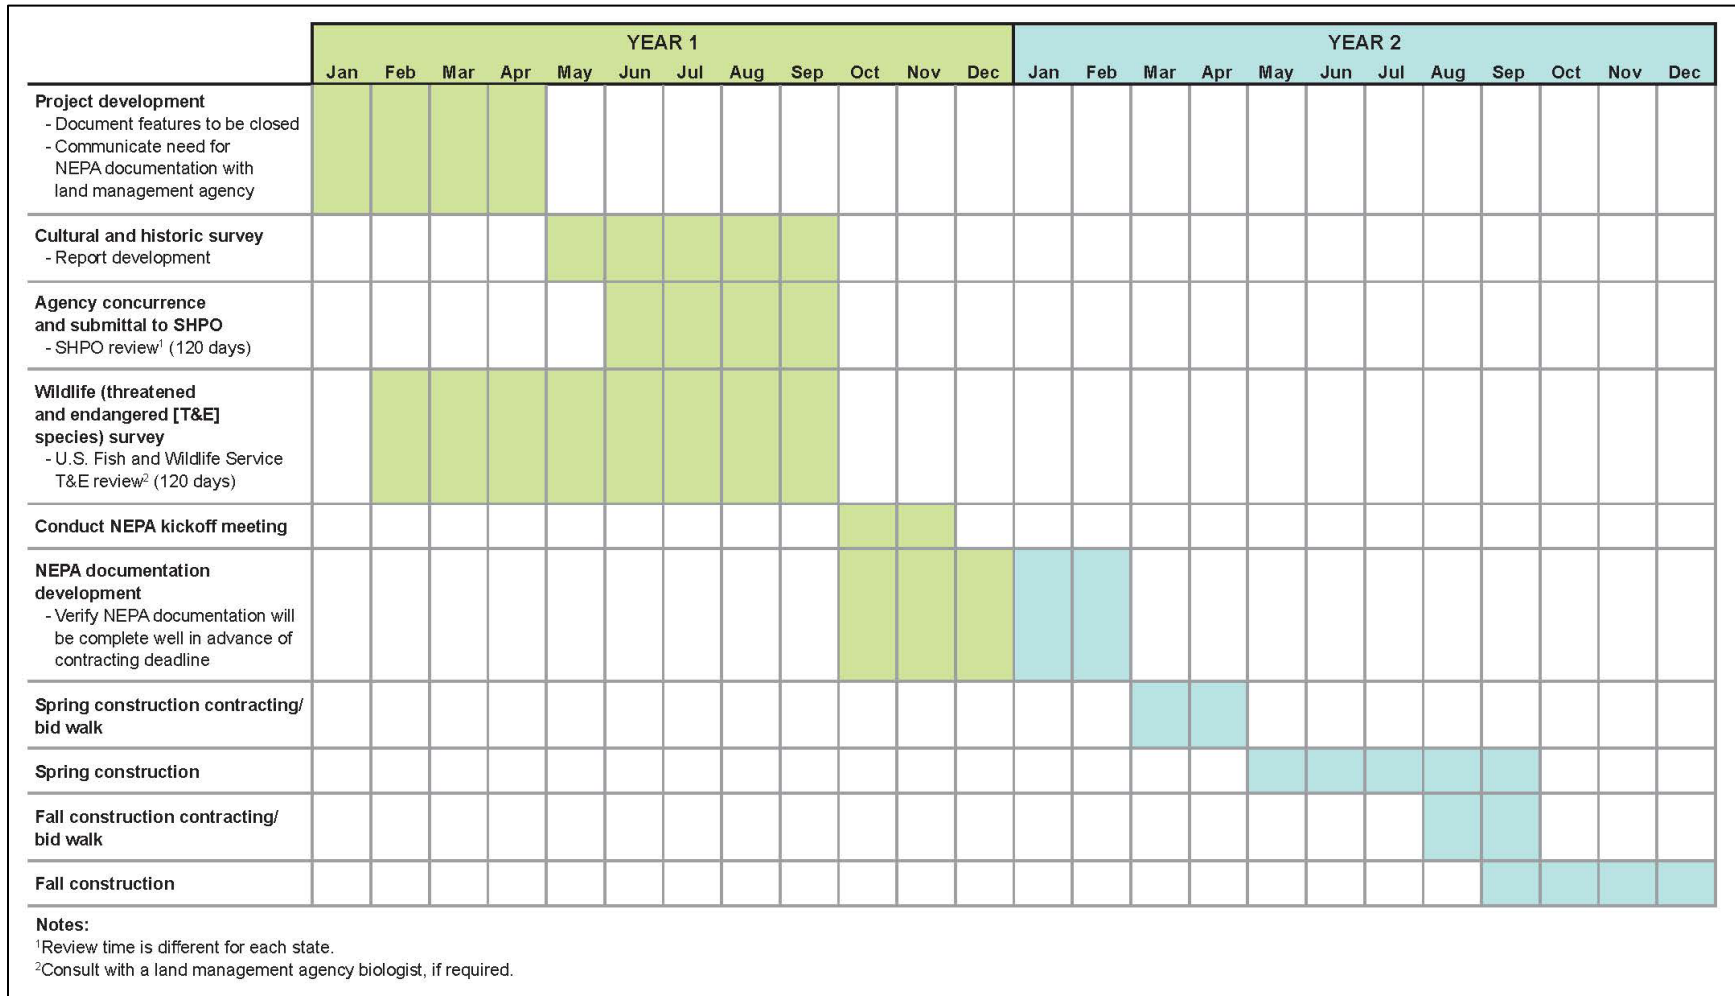 YEAR 1 YEAR 2
Jan Feb Mar Apr May Jun Jul Aug Sep Oct Nov Dec Jan Feb Mar Apr May Jun Jul Aug Sep Oct Nov Dec
Project development
- Document features to be closed
- Communicate need for
NEPA documentation with
land management agency
Cultural and historic survey
- Report development
Agency concurrence
and submittal to SHPO
- SHPO review¹ (120 days)
Wildlife (threatened
and endangered [T&E]
species) survey
- U.S. Fish and Wildlife Service
T&E review² (120 days)
Conduct NEPA kickoff meeting
NEPA documentation
development
- Verify NEPA documentation will
be complete well in advance of
contracting deadline
Spring construction contracting/
bid walk
Spring construction
Fall construction contracting/
bid walk
Fall construction
Notes:
¹Review time is different for each state.
²Consult with a land management agency biologist, if required.